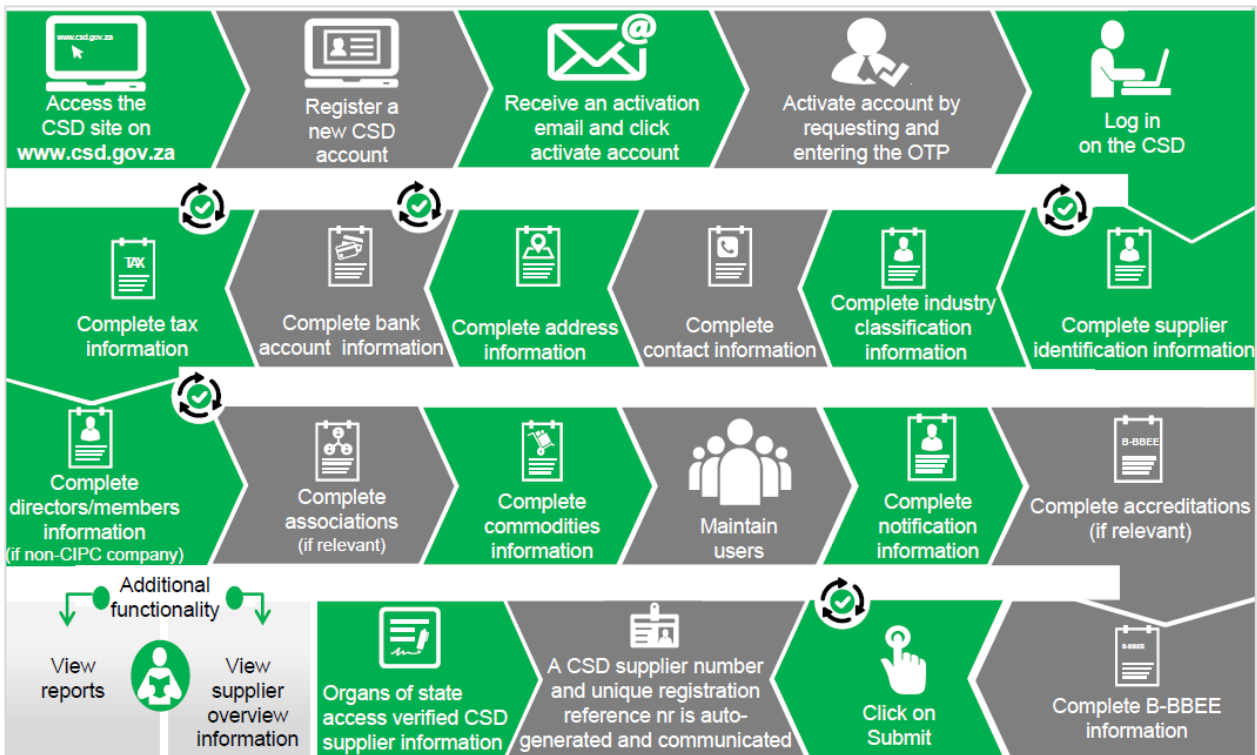 www.csd.gov.za
Access the
CSD site on
www.csd.gov.za
Register a
new CSD
account
@
Receive an activation
email and click
activate account
Activate account by
requesting and
entering the OTP
Log in
on the CSD
TAX
Complete tax
information
Complete bank
account information
Complete address
information
Complete
contact information
Complete industry
classification
information
Complete supplier
identification information
Complete
directors/members
information
(if non-CIPC company)
Complete
associations
(if relevant)
Complete
commodities
information
Maintain
users
Complete
notification
information
B-BBEE
Complete accreditations
(if relevant)
Additional
functionality
View
reports
View
supplier
overview
information
Organs of state
access verified CSD
supplier information
A CSD supplier number
and unique registration
reference nr is auto-
generated and communicated
Click on
Submit
B-BBEE
Complete B-BBEE
information